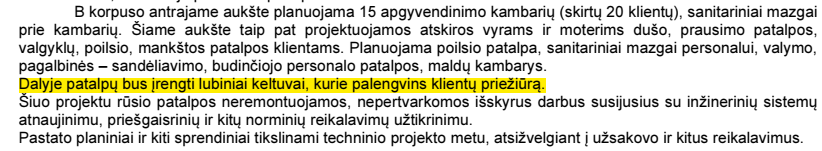 B korpuso antrajame aukšte planuojama 15 apgyvendinimo kambarių (skirtų 20 klientų), sanitariniai mazgai
prie kambarių. Šiame aukšte taip pat projektuojamos atskiros vyrams ir moterims dušo, prausimo patalpos,
valgyklų, poilsio, mankštos patalpos klientams. Planuojama poilsio patalpa, sanitariniai mazgai personalui, valymo,
pagalbinės – sandėliavimo, budinčiojo personalo patalpos, maldų kambarys.
Dalyje patalpų bus įrengti lubiniai keltuvai, kurie palengvins klientų priežiūrą.
Šiuo projektu rūsio patalpos neremontuojamos, nepertvarkomos išskyrus darbus susijusius su inžinerinių sistemų
atnaujinimu, priešgaisrinių ir kitų norminių reikalavimų užtikrinimu.
Pastato planiniai ir kiti sprendiniai tikslinami techninio projekto metu, atsižvelgiant į užsakovo ir kitus reikalavimus.